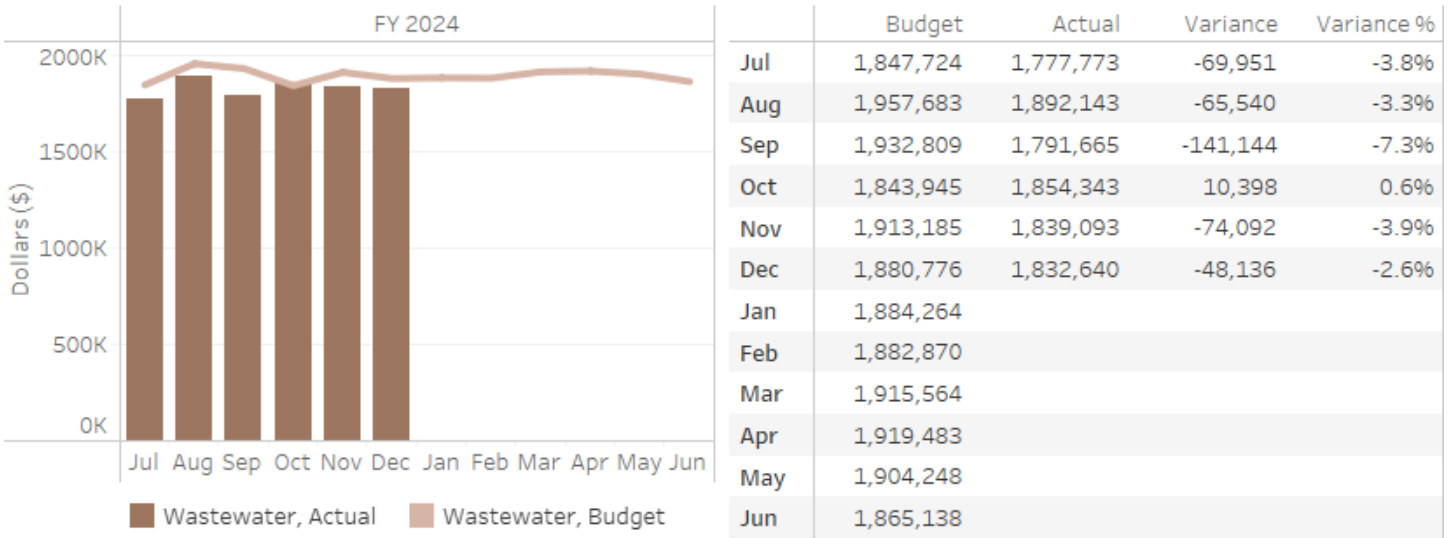 FY 2024
2000K
1500K
1000K
500K
0K
Dollars ($)
Jul Aug Sep Oct Nov Dec Jan Feb Mar Apr May Jun
Wastewater, Actual Wastewater, Budget
Budget Actual Variance Variance %
Jul 1,847,724 1,777,773 -69,951 -3.8%
Aug 1,957,683 1,892,143 -65,540 -3.3%
Sep 1,932,809 1,791,665 -141,144 -7.3%
Oct 1,843,945 1,854,343 10,398 0.6%
Nov 1,913,185 1,839,093 -74,092 -3.9%
Dec 1,880,776 1,832,640 -48,136 -2.6%
Jan 1,884,264
Feb 1,882,870
Mar 1,915,564
Apr 1,919,483
May 1,904,248
Jun 1,865,138